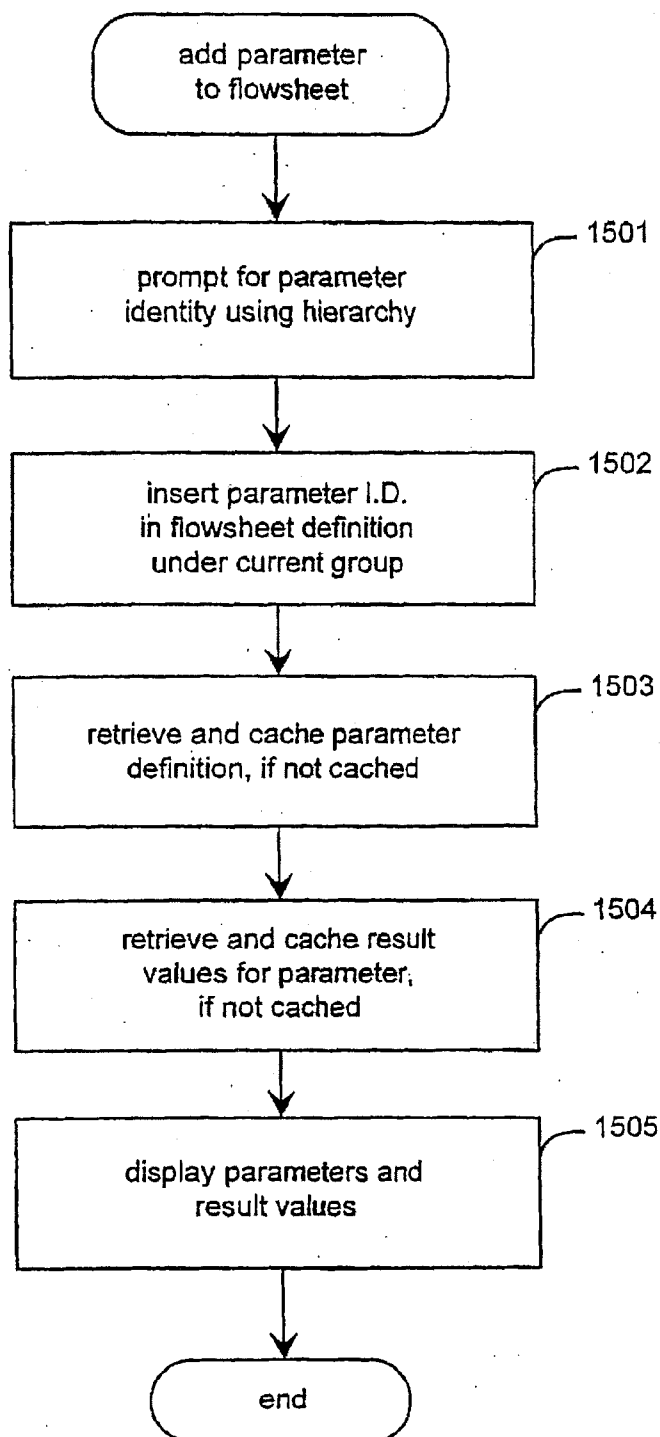 add parameter
to flowsheet
1501
prompt for parameter
identity using hierarchy
1502
insert parameter I.D.
in flowsheet definition
under current group
1503
retrieve and cache parameter
definition, if not cached
1504
retrieve and cache result
values for parameter,
if not cached
1505
display parameters and
result values
end